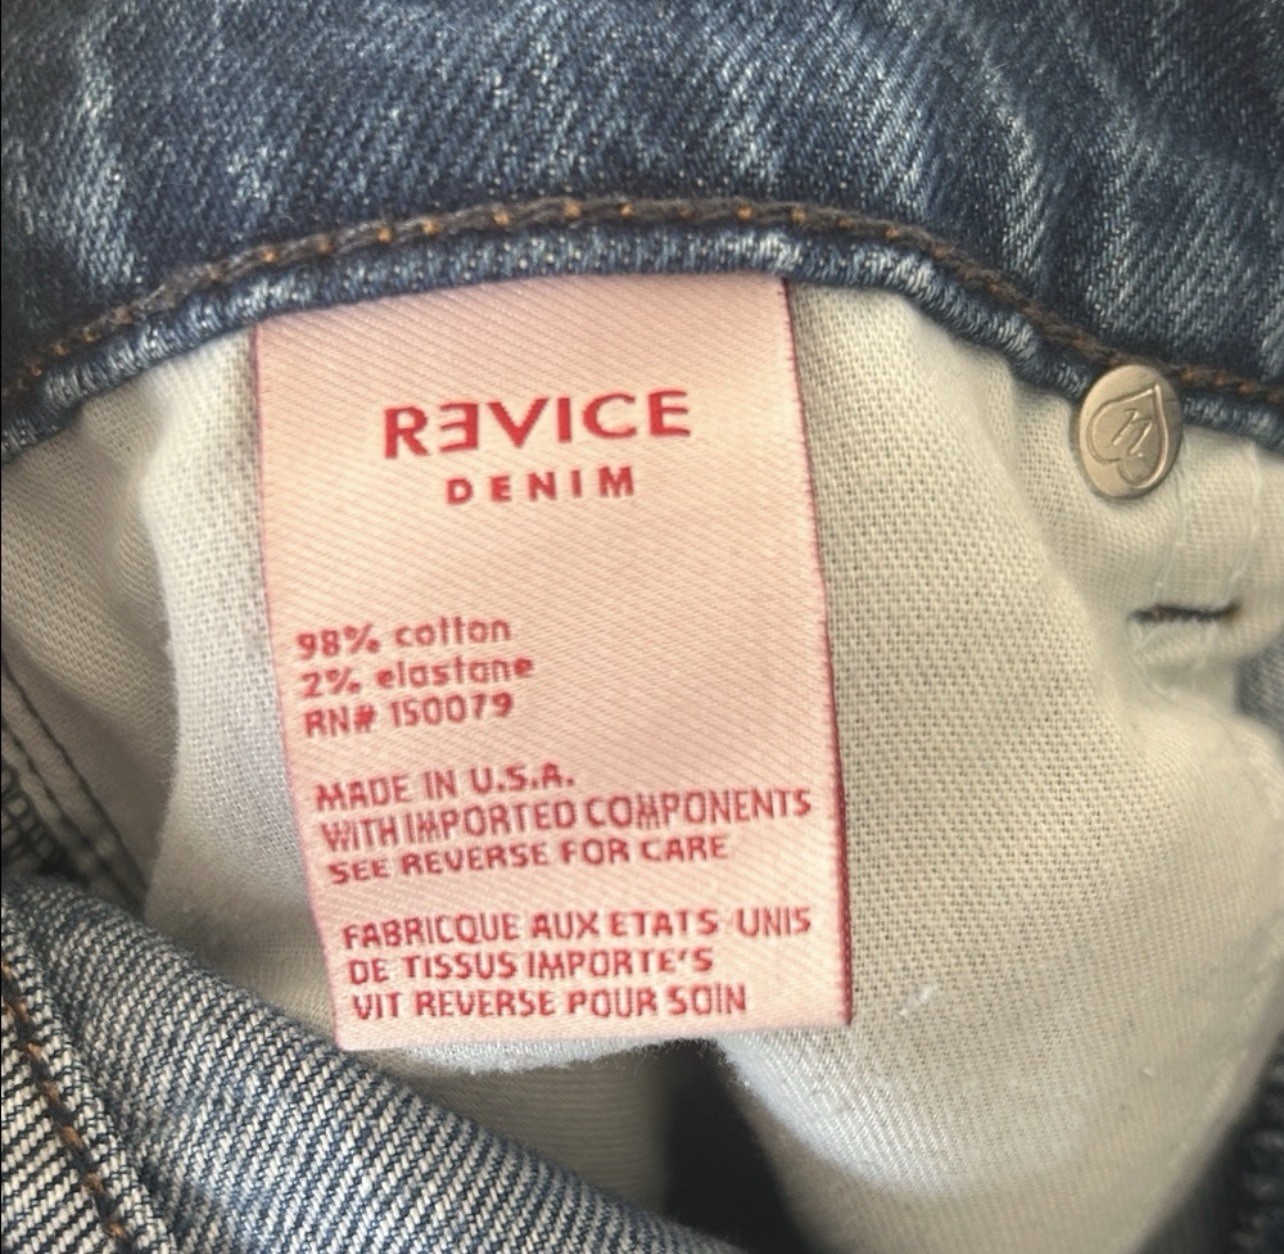 RƎVICE
DENIM
98% cotton
2% elastane
RN# 150079
MADE IN U.S.A.
WITH IMPORTED COMPONENTS
SEE REVERSE FOR CARE
FABRICQUE AUX ETATS UNIS
DE TISSUS IMPORTE'S
VIT REVERSE POUR SOIN